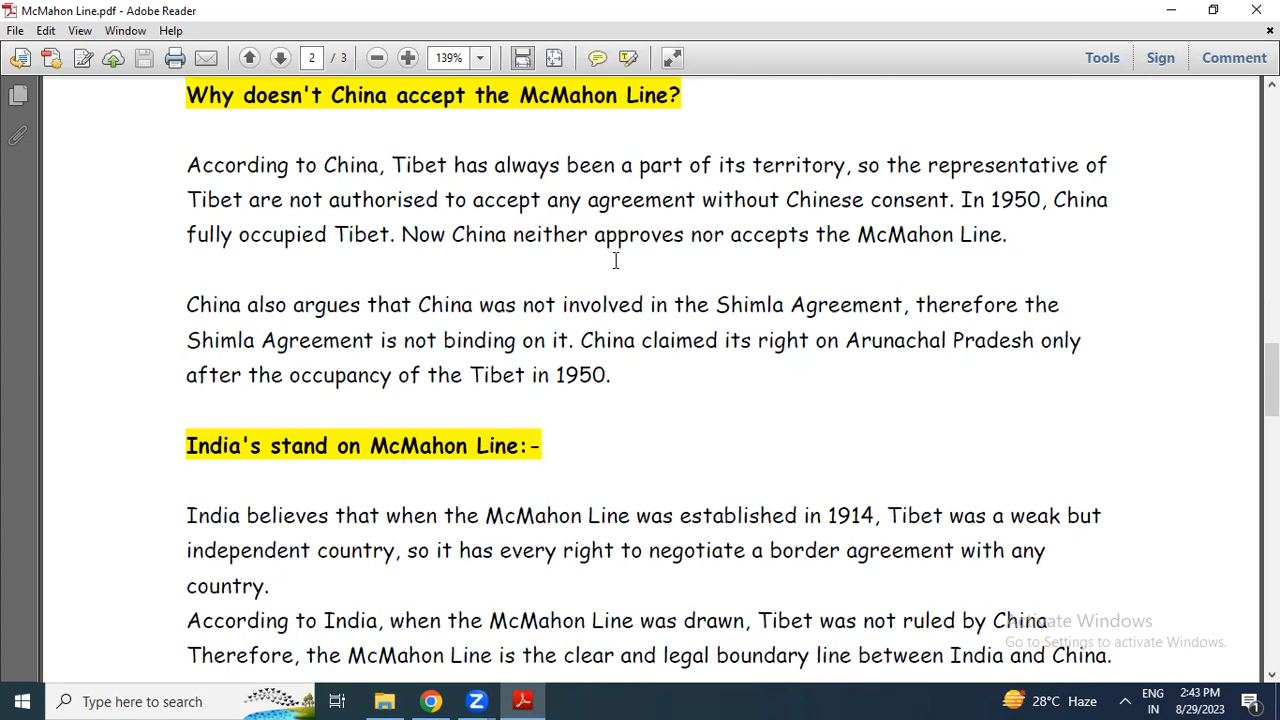 McMahon Line.pdf - Adobe Reader
File Edit View Window Help
2 / 3 139% Tools Sign Comment
Why doesn't China accept the McMahon Line?
According to China, Tibet has always been a part of its territory, so the representative of
Tibet are not authorised to accept any agreement without Chinese consent. In 1950, China
fully occupied Tibet. Now China neither approves nor accepts the McMahon Line.
China also argues that China was not involved in the Shimla Agreement, therefore the
Shimla Agreement is not binding on it. China claimed its right on Arunachal Pradesh only
after the occupancy of the Tibet in 1950.
India's stand on McMahon Line:-
India believes that when the McMahon Line was established in 1914, Tibet was a weak but
independent country, so it has every right to negotiate a border agreement with any
country.
According to India, when the McMahon Line was drawn, Tibet was not ruled by China
Therefore, the McMahon Line is the clear and legal boundary line between India and China.
Activate Windows
Go to Settings to activate Windows.
Type here to search
28°C Haze
ENG
IN
2:43 PM
8/29/2023
1